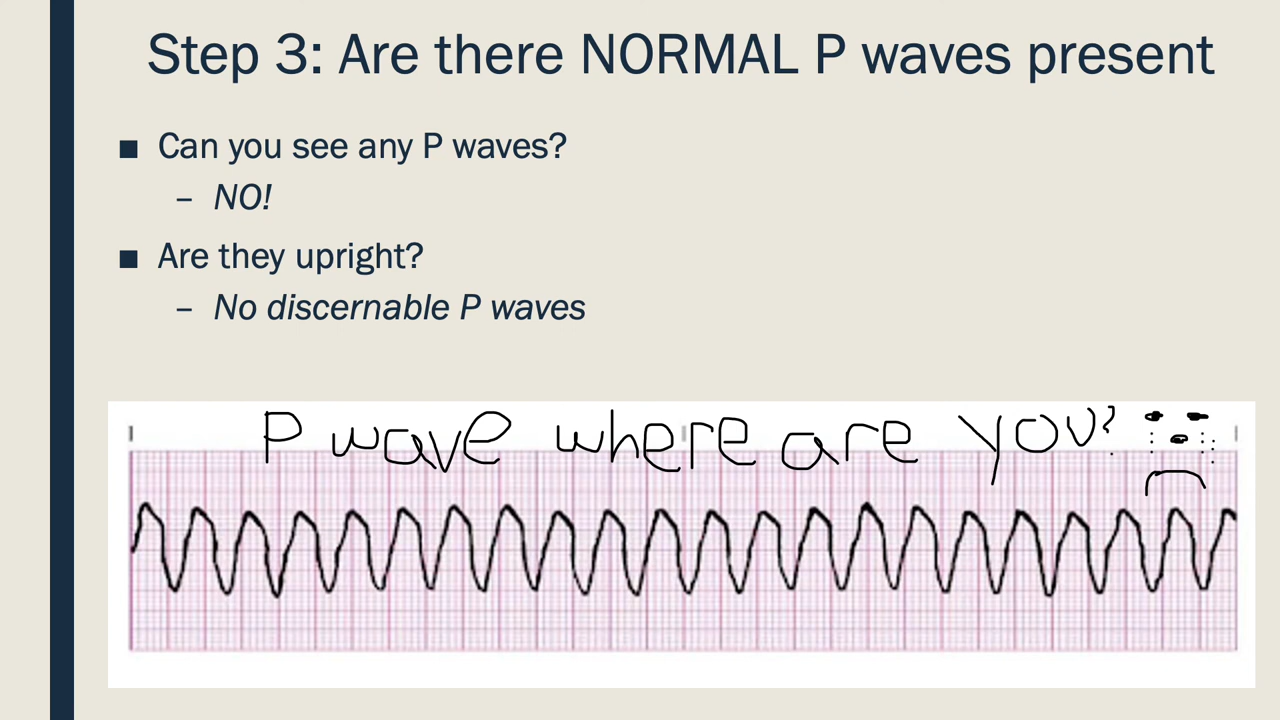 Step 3: Are there NORMAL P waves present
■ Can you see any P waves?
– NO!
■ Are they upright?
– No discernable P waves
P wave where are you?